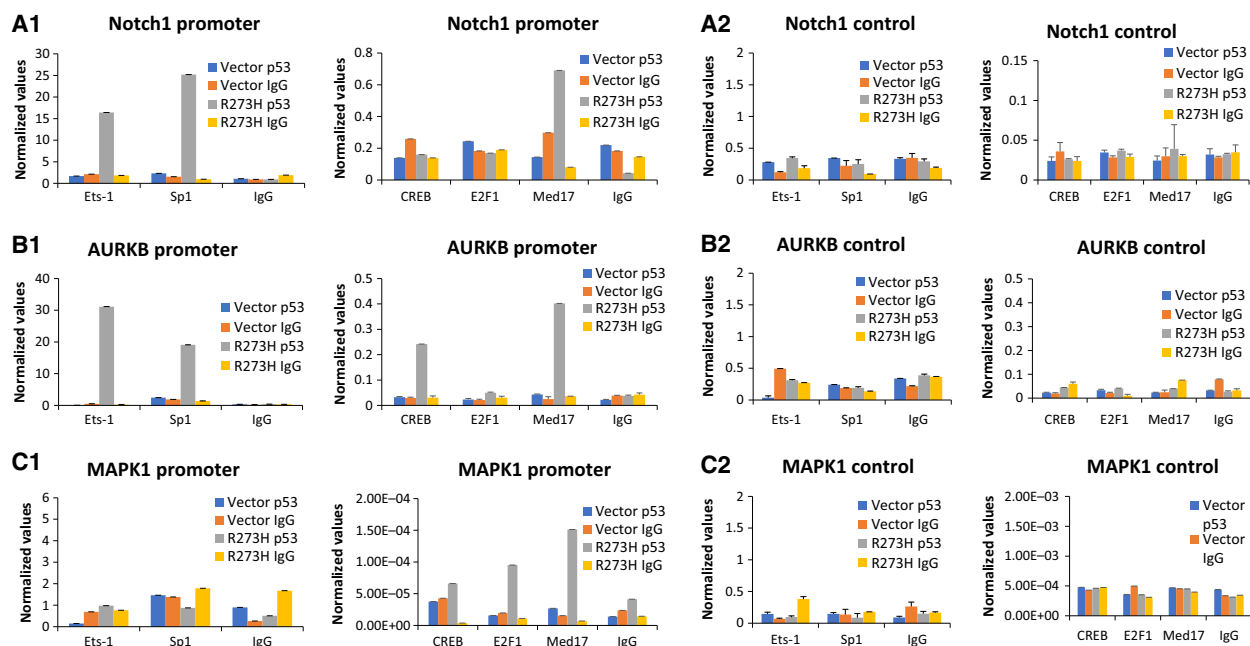 A1
Notch1 promoter
Normalized values
30
25
20
15
10
5
0
Ets-1
Sp1
IgG
Vector p53
Vector IgG
R273H p53
R273H IgG
Notch1 promoter
Normalized values
0.8
0.6
0.4
0.2
0
CREB
E2F1
Med17
IgG
Vector p53
Vector IgG
R273H p53
R273H IgG
A2
Notch1 control
Normalized values
2
1.5
1
0.5
0
Ets-1
Sp1
IgG
Vector p53
Vector IgG
R273H p53
R273H IgG
Notch1 control
Normalized values
0.15
0.1
0.05
0
CREB
E2F1
Med17
IgG
Vector p53
Vector IgG
R273H p53
R273H IgG
B1
AURKB promoter
Normalized values
40
30
20
10
0
Ets-1
Sp1
IgG
Vector p53
Vector IgG
R273H p53
R273H IgG
AURKB promoter
Normalized values
0.5
0.4
0.3
0.2
0.1
0
CREB
E2F1
Med17
IgG
Vector p53
Vector IgG
R273H p53
R273H IgG
B2
AURKB control
Normalized values
2
1.5
1
0.5
0
Ets-1
Sp1
IgG
Vector p53
Vector IgG
R273H p53
R273H IgG
AURKB control
Normalized values
0.5
0.4
0.3
0.2
0.1
0
CREB
E2F1
Med17
IgG
Vector p53
Vector IgG
R273H p53
R273H IgG
C1
MAPK1 promoter
Normalized values
6
5
4
3
2
1
0
Ets-1
Sp1
IgG
Vector p53
Vector IgG
R273H p53
R273H IgG
MAPK1 promoter
Normalized values
2.00E−04
1.50E−04
1.00E−04
5.00E−05
0.00E+00
CREB
E2F1
Med17
IgG
Vector p53
Vector IgG
R273H p53
R273H IgG
C2
MAPK1 control
Normalized values
2
1.5
1
0.5
0
Ets-1
Sp1
IgG
Vector p53
Vector IgG
R273H p53
R273H IgG
MAPK1 control
Normalized values
2.00E−03
1.50E−03
1.00E−03
5.00E−04
0.00E+00
CREB
E2F1
Med17
IgG
Vector
p53
Vector
IgG